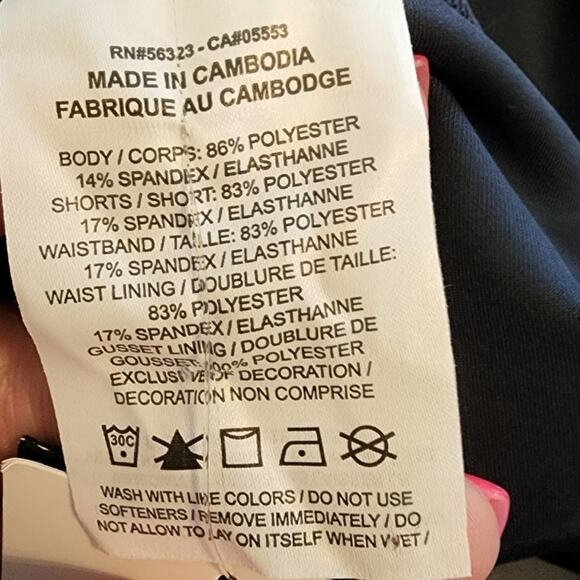 RN#56323 - CA#05553
MADE IN CAMBODIA
FABRIQUE AU CAMBODGE
BODY / CORPS: 86% POLYESTER
14% SPANDEX / ELASTHANNE
SHORTS / SHORT: 83% POLYESTER
17% SPANDEX / ELASTHANNE
WAISTBAND / TAILLE: 83% POLYESTER
17% SPANDEX / ELASTHANNE
WAIST LINING / DOUBLURE DE TAILLE:
83% POLYESTER
17% SPANDEX / ELASTHANNE
GUSSET LINING / DOUBLURE DE
GOUSSET: 100% POLYESTER
EXCLUSIVE OF DECORATION /
DECORATION NON COMPRISE
30C
WASH WITH LIKE COLORS / DO NOT USE
SOFTENERS / REMOVE IMMEDIATELY / DO
NOT ALLOW TO LAY ON ITSELF WHEN WET /